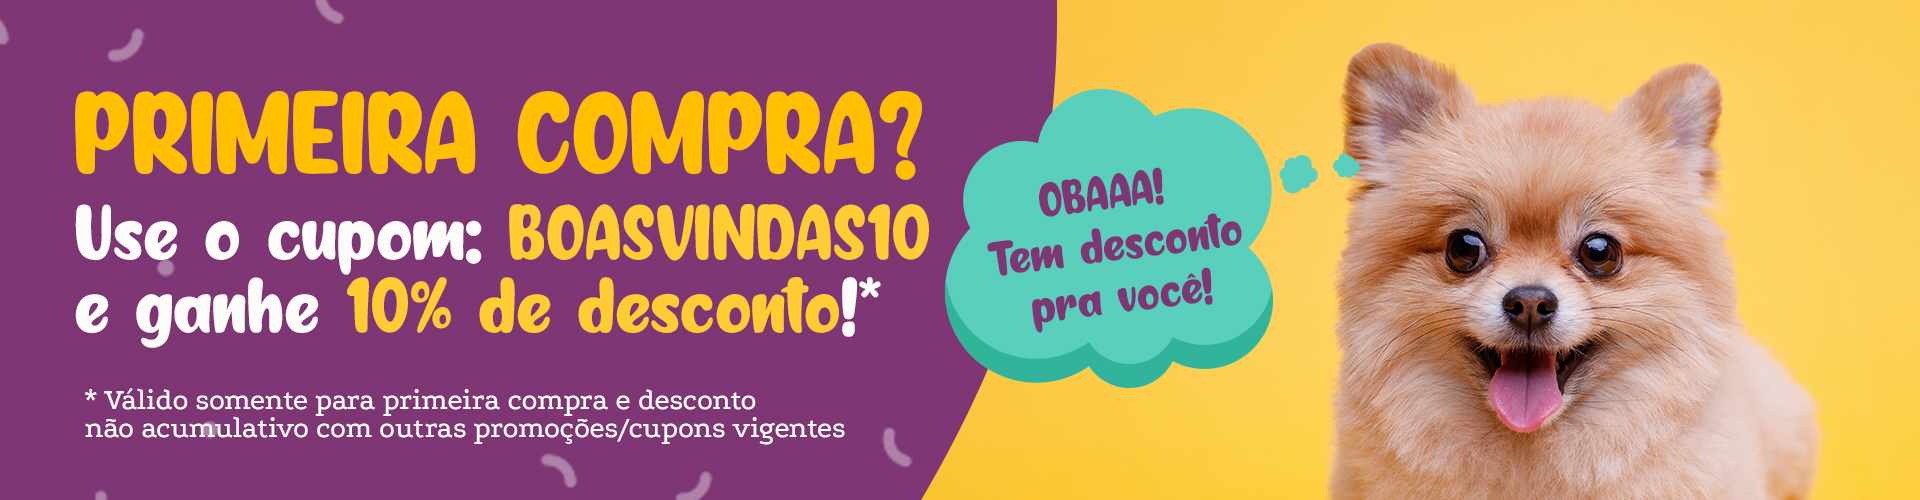 PRIMEIRA COMPRA?
Use o cupom: BOASVINDAS10
e ganhe 10% de desconto!*
* Válido somente para primeira compra e desconto
não acumulativo com outras promoções/cupons vigentes
OBAAA!
Tem desconto
pra você!